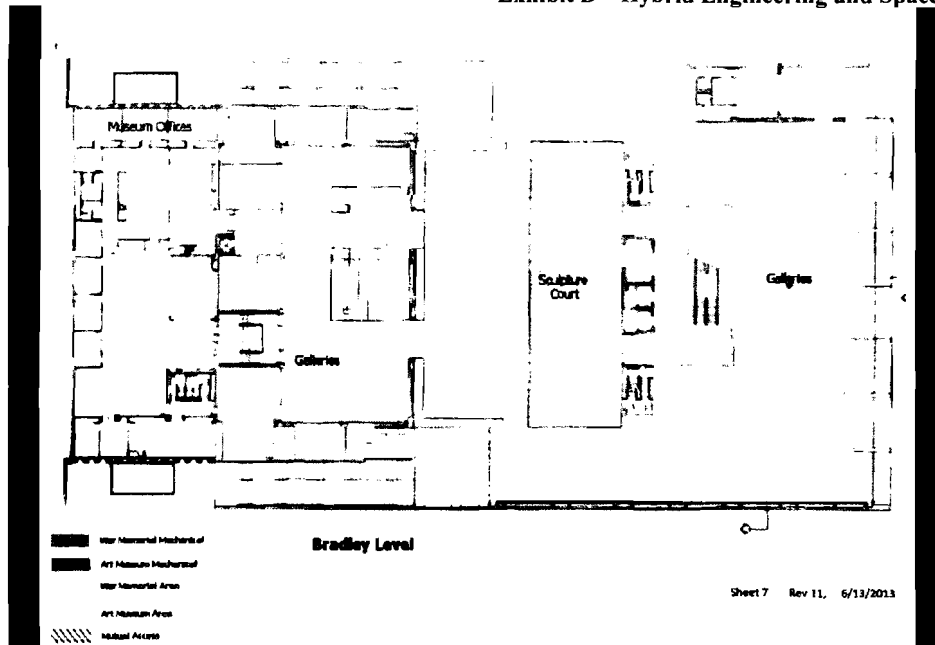 Exhibit D – Hybrid Engineering and Space
Museum Offices
Sculpture
Court
Galleries
Galleries
War Memorial Mechanical
Bradley Level
Art Museum Mechanical
War Memorial Area
Sheet 7 Rev 11, 6/13/2013
Art Museum Area
Mutual Access